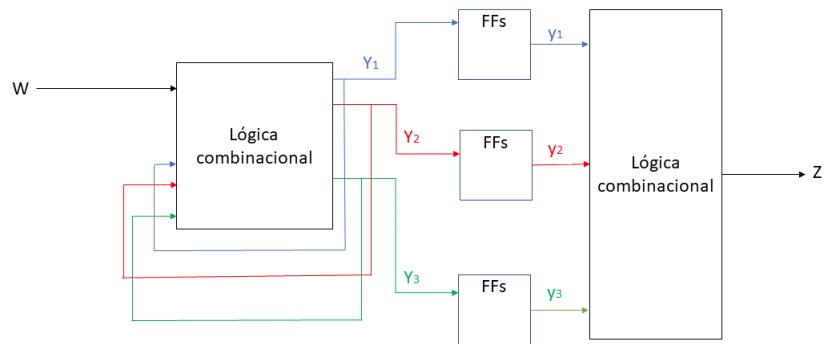 FFs
y1
Y1
W
Lógica
combinacional
Y2
FFs
y2
Lógica
combinacional
Z
Y3
FFs
y3